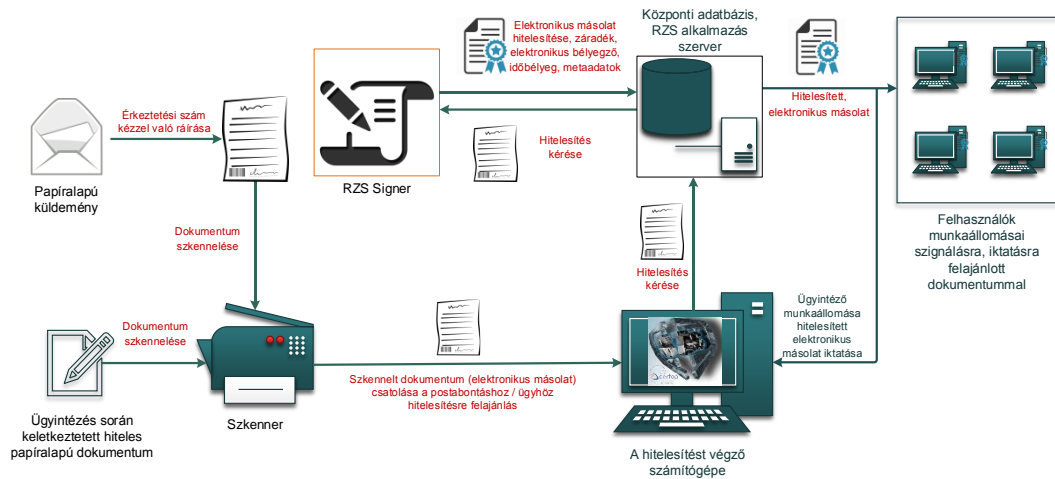 Elektronikus másolat
hitelesítése, záradék,
elektronikus bélyegző,
időbélyeg, metaadatok
Központi adatbázis,
RZS alkalmazás
szerver
Érkeztetési szám
kézzel való ráírása
Papíralapú
küldemény
RZS Signer
Hitelesítés
kérése
Hitelesített,
elektronikus másolat
Felhasználók
munkaállomásai
szignálásra, iktatásra
felajánlott
dokumentummal
Dokumentum
szkennelése
Hitelesítés
kérése
Ügyintéző
munkaállomása
hitelesített
elektronikus
másolat iktatása
Dokumentum
szkennelése
Szkennelt dokumentum (elektronikus másolat)
csatolása a postabontáshoz / ügyhöz
hitelesítésre felajánlás
Ügyintézés során
keletkeztetett hiteles
papíralapú dokumentum
Szkenner
A hitelesítést végző
számítógépe